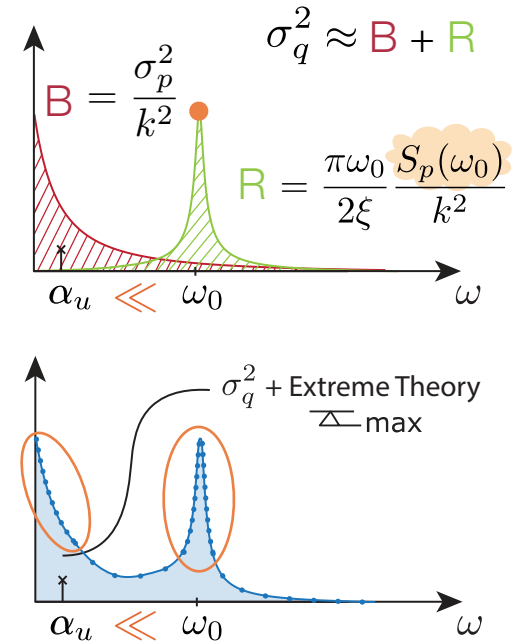 σ_q^2 ≈ B + R
B = σ_p^2 / k^2
R = πω_0 / 2ξ S_p(ω_0) / k^2
α_u ≪ ω_0 ω
σ_q^2 + Extreme Theory
max
α_u ≪ ω_0 ω